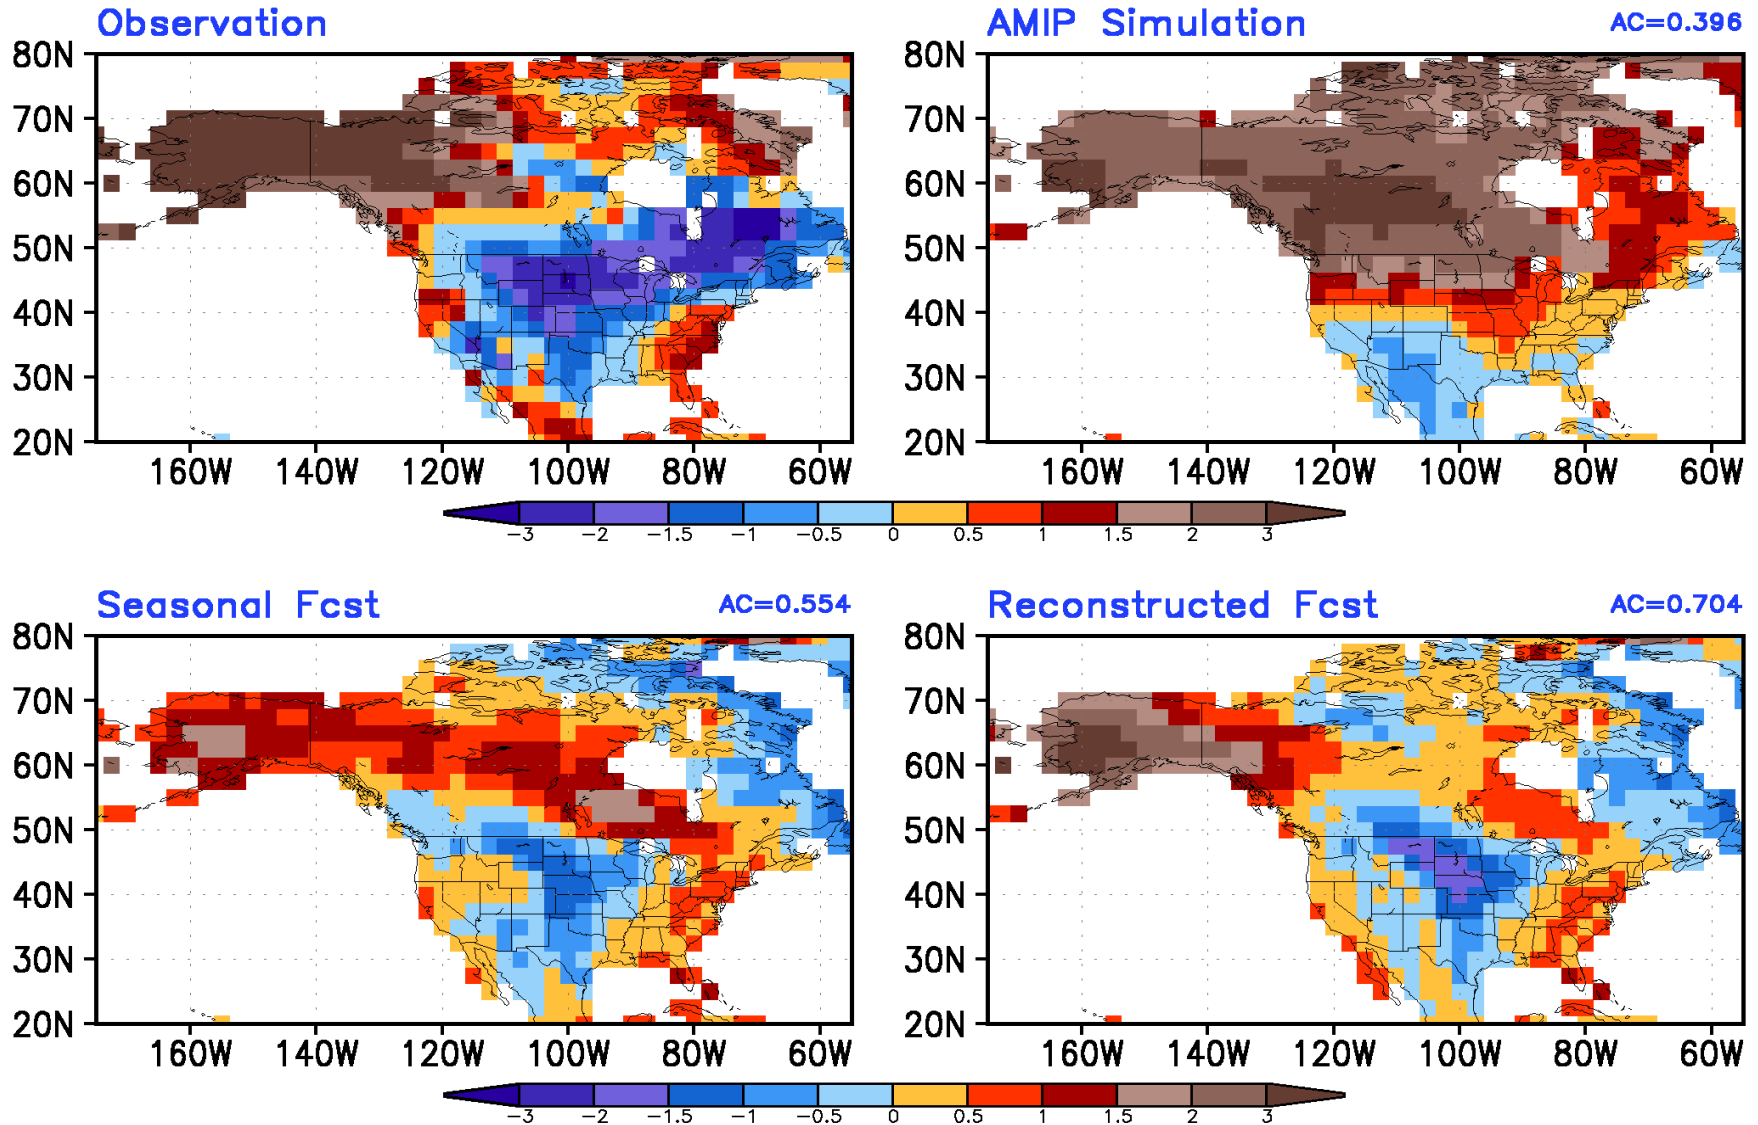 Observation
AMIP Simulation AC=0.396
80N 80N
70N 70N
60N 60N
50N 50N
40N 40N
30N 30N
20N 20N
160W 140W 120W 100W 80W 60W 160W 140W 120W 100W 80W 60W
-3 -2 -1.5 -1 -0.5 0 0.5 1 1.5 2 3
Seasonal Fcst AC=0.554
Reconstructed Fcst AC=0.704
80N 80N
70N 70N
60N 60N
50N 50N
40N 40N
30N 30N
20N 20N
160W 140W 120W 100W 80W 60W 160W 140W 120W 100W 80W 60W
-3 -2 -1.5 -1 -0.5 0 0.5 1 1.5 2 3